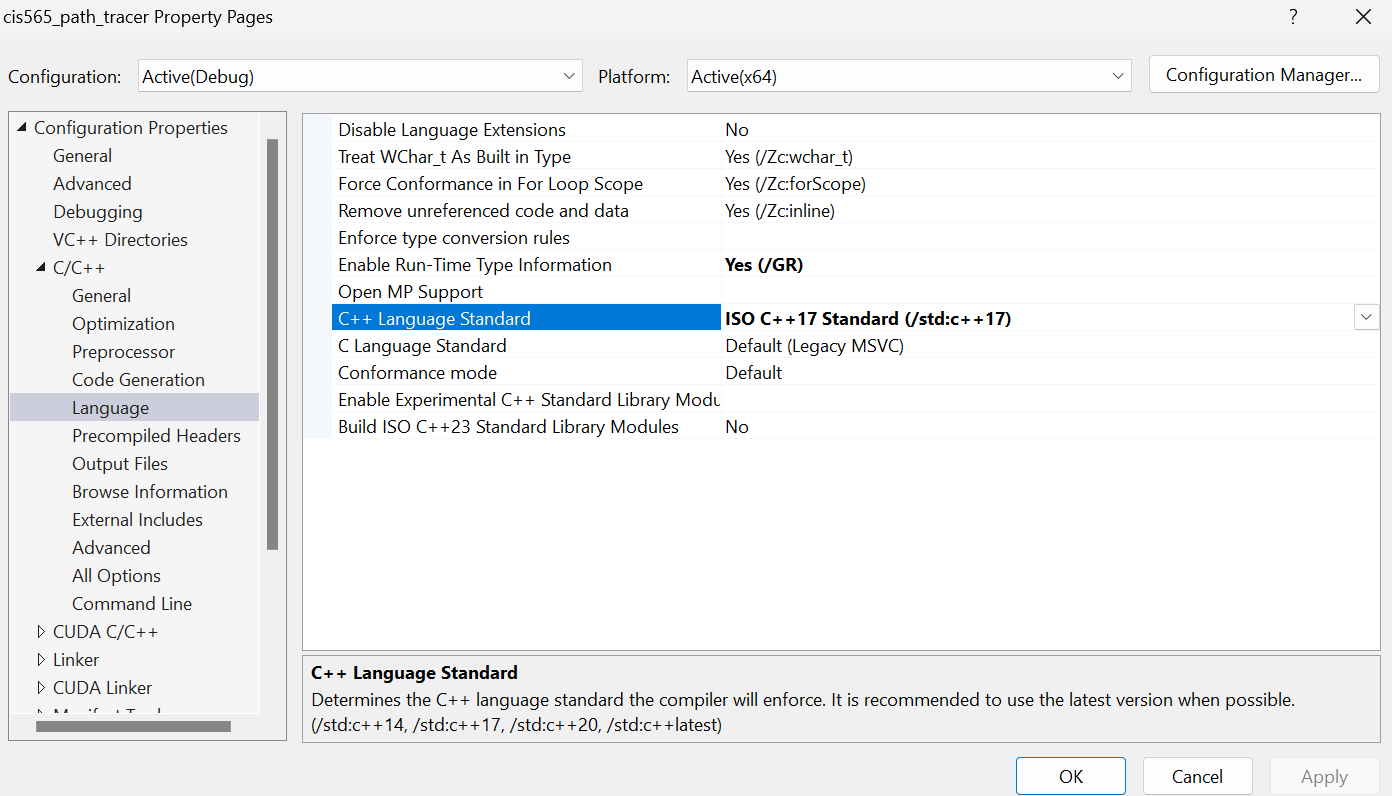 cis565_path_tracer Property Pages
?
Configuration:
Active(Debug)
Platform:
Active(x64)
Configuration Manager...
Configuration Properties
General
Advanced
Debugging
VC++ Directories
C/C++
General
Optimization
Preprocessor
Code Generation
Language
Precompiled Headers
Output Files
Browse Information
External Includes
Advanced
All Options
Command Line
CUDA C/C++
Linker
CUDA Linker
Disable Language Extensions No
Treat WChar_t As Built in Type Yes (/Zc:wchar_t)
Force Conformance in For Loop Scope Yes (/Zc:forScope)
Remove unreferenced code and data Yes (/Zc:inline)
Enforce type conversion rules
Enable Run-Time Type Information Yes (/GR)
Open MP Support
C++ Language Standard ISO C++17 Standard (/std:c++17)
C Language Standard Default (Legacy MSVC)
Conformance mode Default
Enable Experimental C++ Standard Library Modu
Build ISO C++23 Standard Library Modules No
C++ Language Standard
Determines the C++ language standard the compiler will enforce. It is recommended to use the latest version when possible.
(/std:c++14, /std:c++17, /std:c++20, /std:c++latest)
OK
Cancel
Apply